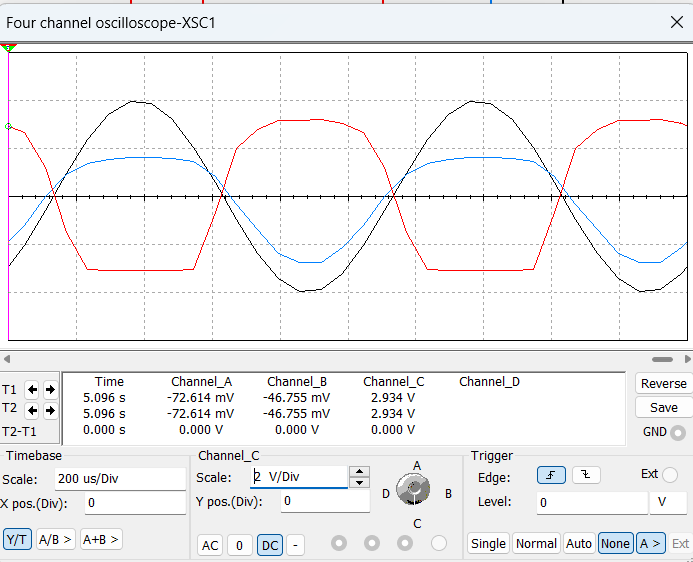 Four channel oscilloscope-XSC1
Time Channel_A Channel_B Channel_C Channel_D
T1 5.096 s -72.614 mV -46.755 mV 2.934 V
T2 5.096 s -72.614 mV -46.755 mV 2.934 V
T2-T1 0.000 s 0.000 V 0.000 V 0.000 V
Reverse
Save
GND
Timebase
Scale: 200 us/Div
X pos.(Div): 0
Y/T A/B > A+B >
Channel_C
Scale: 2 V/Div
Y pos.(Div): 0
AC 0 DC -
A
D B
C
Trigger
Edge: Ext
Level: 0 V
Single Normal Auto None A > Ext